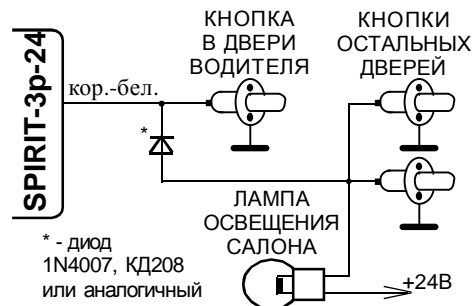 КНОПКА
В ДВЕРИ
ВОДИТЕЛЯ
КНОПКИ
ОСТАЛЬНЫХ
ДВЕРЕЙ
SPIRIT-3р-24
кор.-бел.
*
ЛАМПА
ОСВЕЩЕНИЯ
САЛОНА
* - диод
1N4007, КД208
или аналогичный
+24В